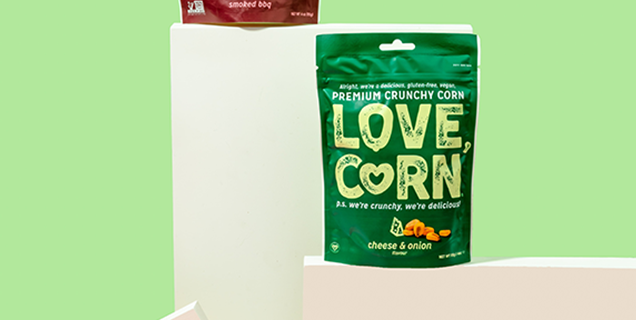 smoked bbq
Alright, we're a delicious, gluten-free, vegan,
PREMIUM CRUNCHY CORN
LOVE,
CORN
p.s. we're crunchy, we're delicious!
cheese & onion
flavour